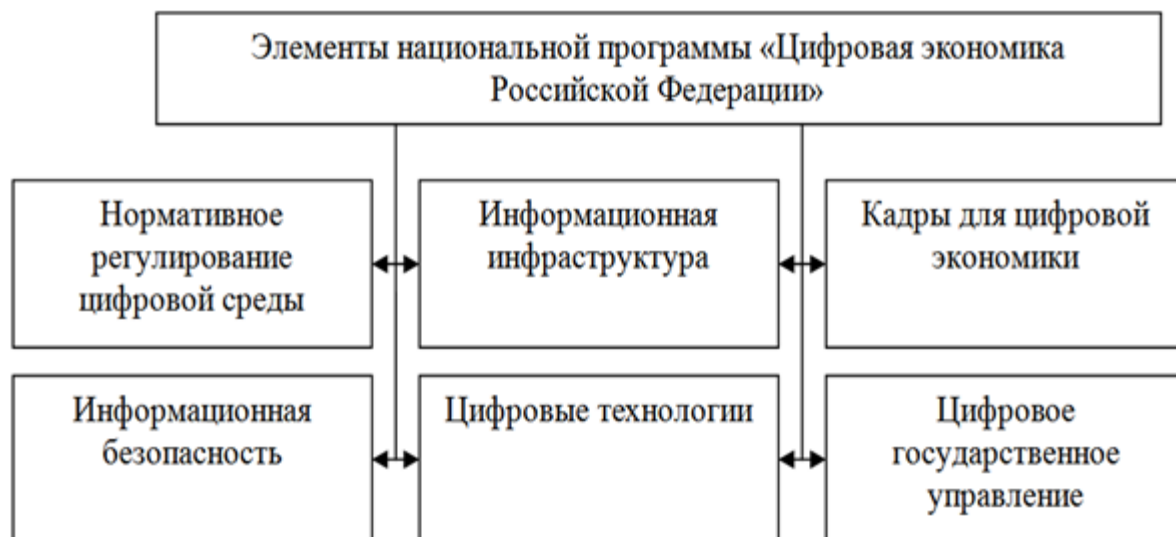 Элементы национальной программы «Цифровая экономика
Российской Федерации»
Нормативное
регулирование
цифровой среды
Информационная
инфраструктура
Кадры для цифровой
экономики
Информационная
безопасность
Цифровые технологии
Цифровое
государственное
управление